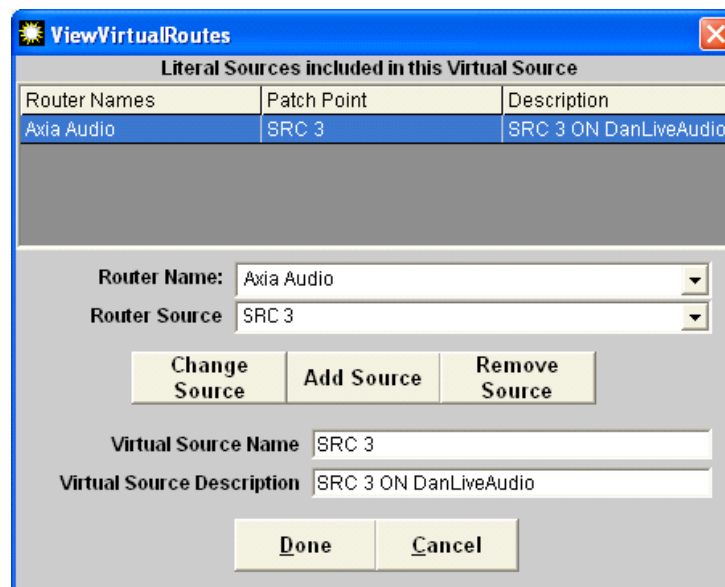 ViewVirtualRoutes
Literal Sources included in this Virtual Source
Router Names Patch Point Description
Axia Audio SRC 3 SRC 3 ON DanLiveAudio
Router Name: Axia Audio
Router Source SRC 3
Change Source Add Source Remove Source
Virtual Source Name SRC 3
Virtual Source Description SRC 3 ON DanLiveAudio
Done Cancel